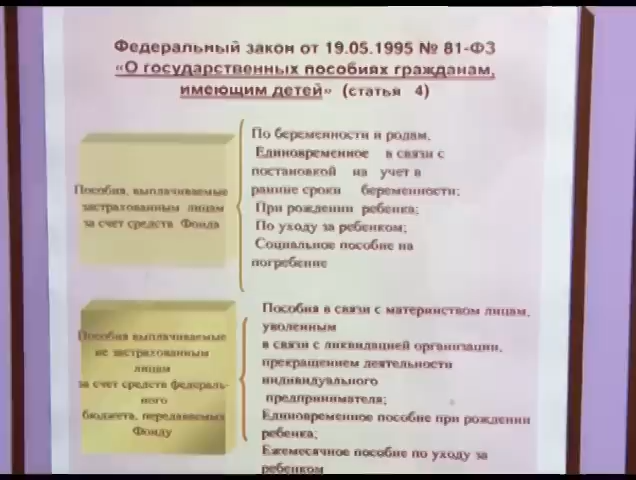 Федеральный закон от 19.05.1995 № 81-ФЗ
«О государственных пособиях гражданам,
имеющим детей» (статья 4)
Пособия, выплачиваемые
застрахованным лицам
за счет средств Фонда
По беременности и родам,
Единовременное в связи с
постановкой на учет в
ранние сроки беременности;
При рождении ребенка;
По уходу за ребенком;
Социальное пособие на
погребение
Пособия выплачиваемые
не застрахованным
лицам
за счет средств федераль-
ного
бюджета, передаваемых
Фонду
Пособия в связи с материнством лицам,
уволенным
в связи с ликвидацией организации,
прекращением деятельности
индивидуального
предпринимателя;
Единовременное пособие при рождении
ребенка;
Ежемесячное пособие по уходу за
ребенком